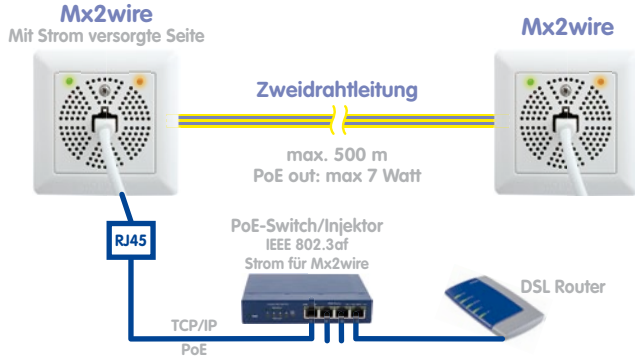 Mx2wire
Mit Strom versorgte Seite
Mx2wire
Zweidrahtleitung
max. 500 m
PoE out: max 7 Watt
RJ45
PoE-Switch/Injektor
IEEE 802.3af
Strom für Mx2wire
DSL Router
TCP/IP
PoE